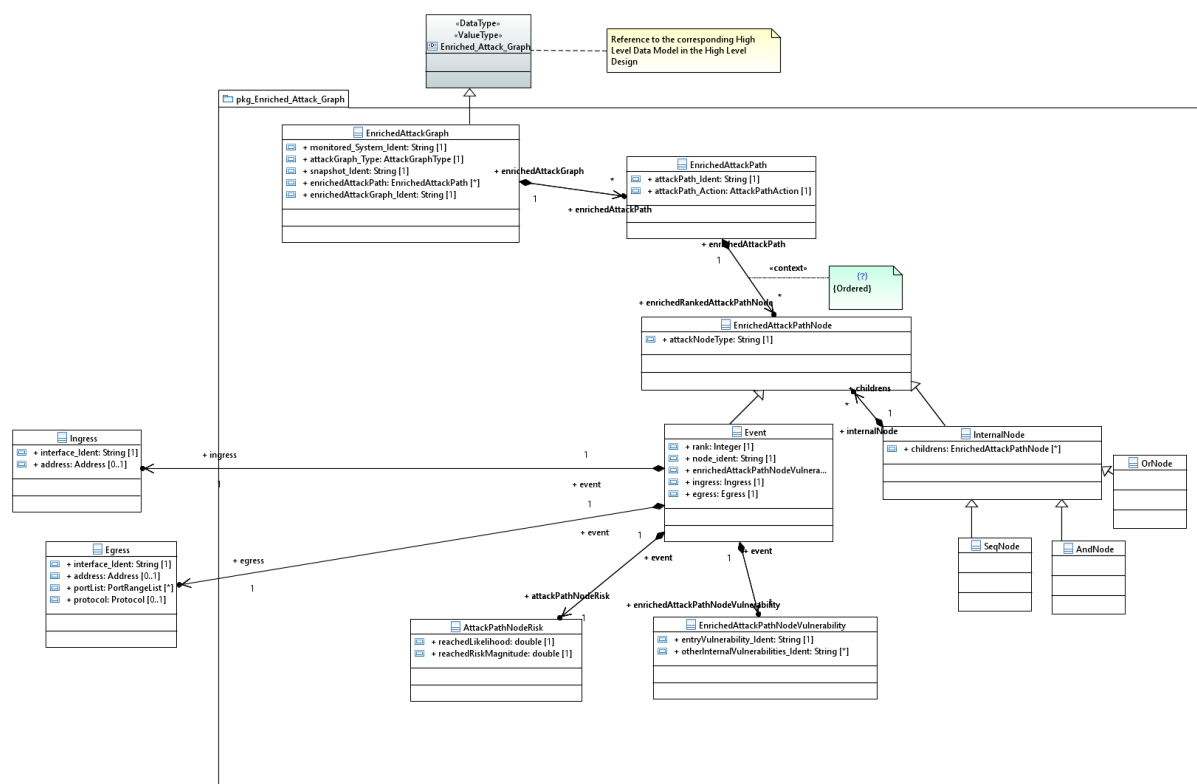 «DataType»
«ValueType»
Enriched_Attack_Graph
Reference to the corresponding High
Level Data Model in the High Level
Design
pkg_Enriched_Attack_Graph
EnrichedAttackGraph
+ monitored_System_Ident: String [1]
+ attackGraph_Type: AttackGraphType [1]
+ snapshot_Ident: String [1]
+ enrichedAttackPath: EnrichedAttackPath [*]
+ enrichedAttackGraph_Ident: String [1]
+ enrichedAttackGraph
1
*
+ enrichedAttackPath
EnrichedAttackPath
+ attackPath_Ident: String [1]
+ attackPath_Action: AttackPathAction [1]
+ enrichedAttackPath
1
«context»
{?}
{Ordered}
*
+ enrichedRankedAttackPathNode
EnrichedAttackPathNode
+ attackNodeType: String [1]
+ childrens
*
1
+ internalNode
InternalNode
+ childrens: EnrichedAttackPathNode [*]
OrNode
SeqNode
AndNode
Event
+ rank: Integer [1]
+ node_ident: String [1]
+ enrichedAttackPathNodeVulnera...
+ ingress: Ingress [1]
+ egress: Egress [1]
Ingress
+ interface_Ident: String [1]
+ address: Address [0..1]
+ ingress
1
1
+ event
Egress
+ interface_Ident: String [1]
+ address: Address [0..1]
+ portList: PortRangeList [*]
+ protocol: Protocol [0..1]
+ egress
1
1
+ event
1
+ event
+ attackPathNodeRisk
1
AttackPathNodeRisk
+ reachedLikelihood: double [1]
+ reachedRiskMagnitude: double [1]
+ event
1
+ enrichedAttackPathNodeVulnerability
*
EnrichedAttackPathNodeVulnerability
+ entryVulnerability_Ident: String [1]
+ otherInternalVulnerabilities_Ident: String [*]